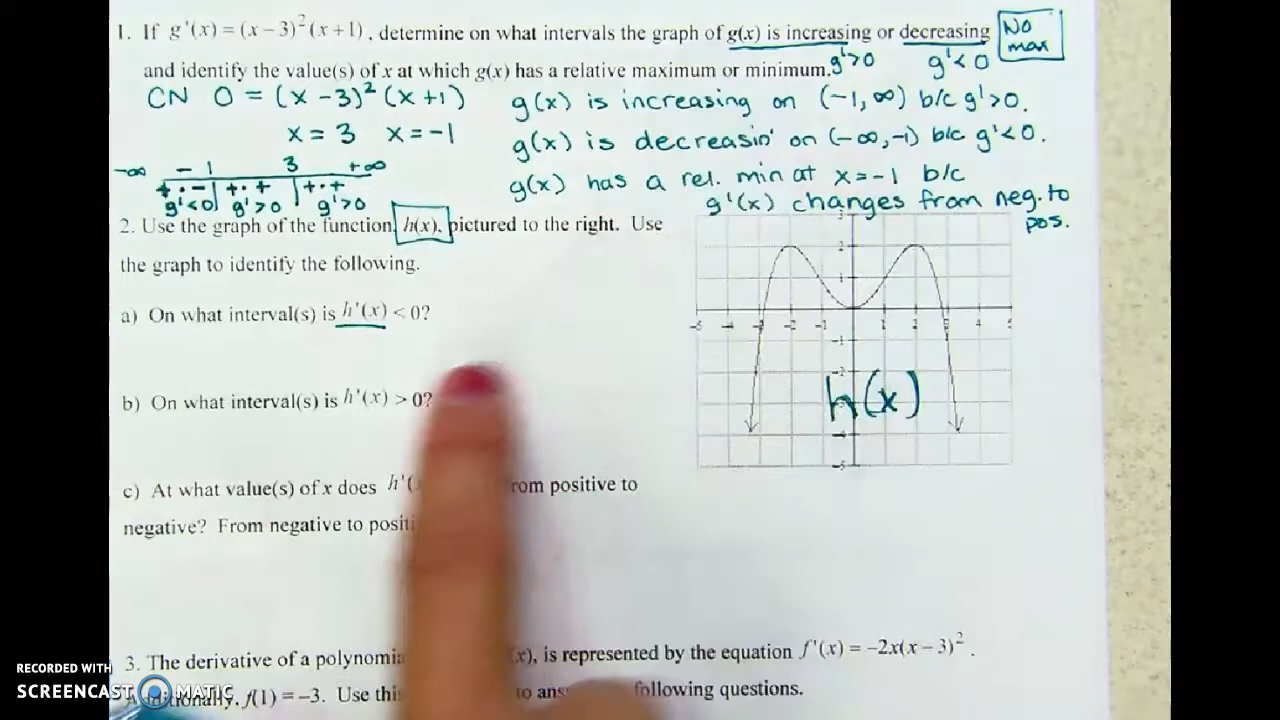 1. If g'(x) = (x − 3)²(x + 1), determine on what intervals the graph of g(x) is increasing or decreasing
No
max
g'>0 g'<0
and identify the value(s) of x at which g(x) has a relative maximum or minimum.
CN 0 = (x − 3)² (x + 1)
x = 3 x = −1
g(x) is increasing on (−1, ∞) b/c g'>0.
g(x) is decreasin' on (−∞, −1) b/c g'<0.
g(x) has a rel. min at x = −1 b/c
g'(x) changes from neg. to
pos.
−∞ −1 3 +∞
+·− +·+ +·+
g'<0 g'>0 g'>0
2. Use the graph of the function h(x), pictured to the right. Use
the graph to identify the following.
a) On what interval(s) is h'(x) < 0?
b) On what interval(s) is h'(x) > 0?
h(x)
c) At what value(s) of x does h'( rom positive to
negative? From negative to positi
3. The derivative of a polynomia x), is represented by the equation f'(x) = −2x(x − 3)².
itionally, f(1) = −3. Use thi to ans following questions.
RECORDED WITH
SCREENCAST MATIC